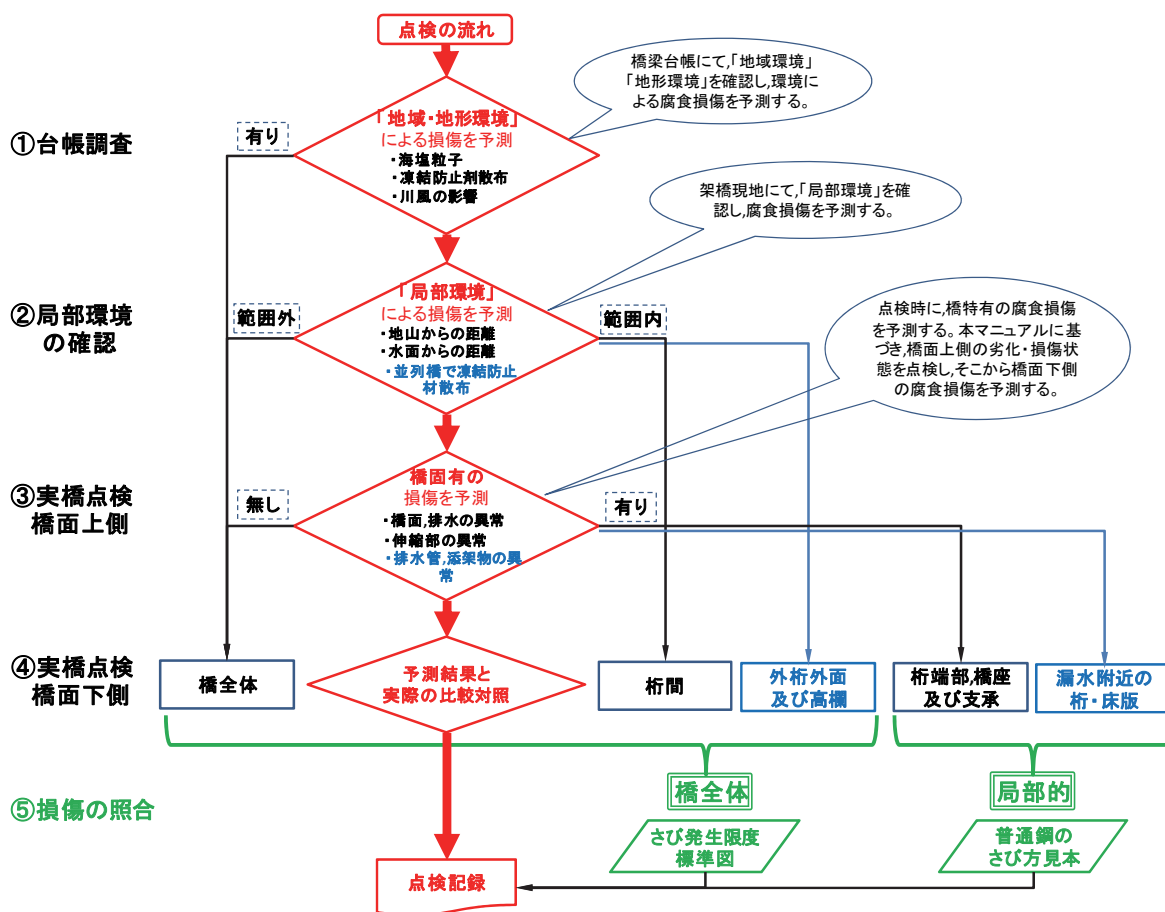 点検の流れ
橋梁台帳にて,「地域環境」
「地形環境」を確認し,環境に
よる腐食損傷を予測する。
①台帳調査
有り
「地域・地形環境」
による損傷を予測
・海塩粒子
・凍結防止剤散布
・川風の影響
架橋現地にて,「局部環境」を確
認し,腐食損傷を予測する。
②局部環境
の確認
範囲外
「局部環境」
による損傷を予測
・地山からの距離
・水面からの距離
・並列橋で凍結防止
材散布
範囲内
点検時に,橋特有の腐食損傷
を予測する。本マニュアルに基
づき,橋面上側の劣化・損傷状
態を点検し,そこから橋面下側
の腐食損傷を予測する。
③実橋点検
橋面上側
無し
橋固有の
損傷を予測
・橋面,排水の異常
・伸縮部の異常
・排水管,添架物の異
常
有り
④実橋点検
橋面下側
橋全体
予測結果と
実際の比較対照
桁間
外桁外面
及び高欄
桁端部,橋座
及び支承
漏水附近の
桁・床版
⑤損傷の照合
橋全体
局部的
さび発生限度
標準図
普通鋼の
さび方見本
点検記録